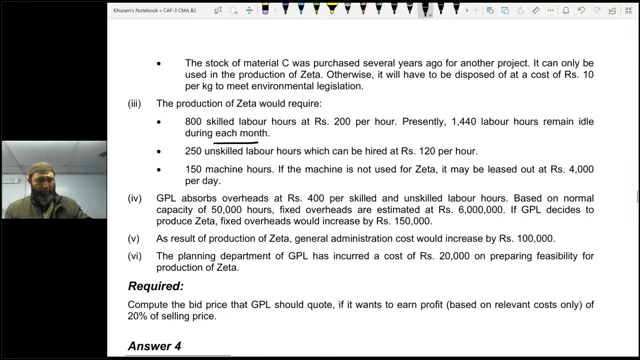 Khuram's Notebook » CAF-3 CMA B2
• The stock of material C was purchased several years ago for another project. It can only be
used in the production of Zeta. Otherwise, it will have to be disposed of at a cost of Rs. 10
per kg to meet environmental legislation.
(iii) The production of Zeta would require:
• 800 skilled labour hours at Rs. 200 per hour. Presently, 1,440 labour hours remain idle
during each month.
• 250 unskilled labour hours which can be hired at Rs. 120 per hour.
• 150 machine hours. If the machine is not used for Zeta, it may be leased out at Rs. 4,000
per day.
(iv) GPL absorbs overheads at Rs. 400 per skilled and unskilled labour hours. Based on normal
capacity of 50,000 hours, fixed overheads are estimated at Rs. 6,000,000. If GPL decides to
produce Zeta, fixed overheads would increase by Rs. 150,000.
(v) As result of production of Zeta, general administration cost would increase by Rs. 100,000.
(vi) The planning department of GPL has incurred a cost of Rs. 20,000 on preparing feasibility for
production of Zeta.
Required:
Compute the bid price that GPL should quote, if it wants to earn profit (based on relevant costs only) of
20% of selling price.
Answer 4